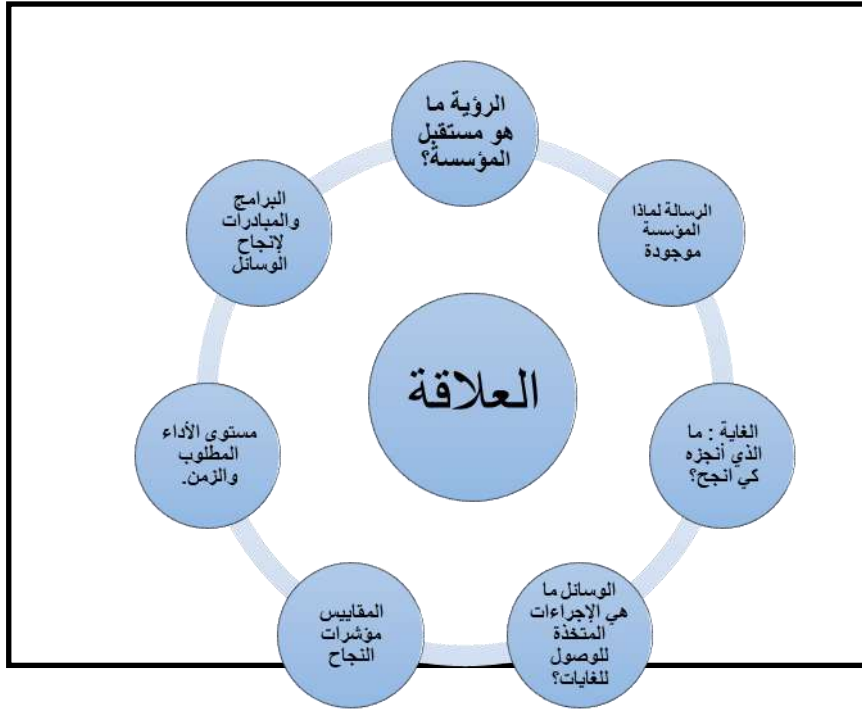 الرؤية ما
هو مستقبل
المؤسسة؟
الرسالة لماذا
المؤسسة
موجودة
الغاية : ما
الذي أنجزه
كي انجح؟
الوسائل ما
هي الإجراءات
المتخذة
للوصول
للغايات؟
المقاييس
مؤشرات
النجاح
مستوى الأداء
المطلوب
والزمن.
البرامج
والمبادرات
لإنجاح
الوسائل
العلاقة